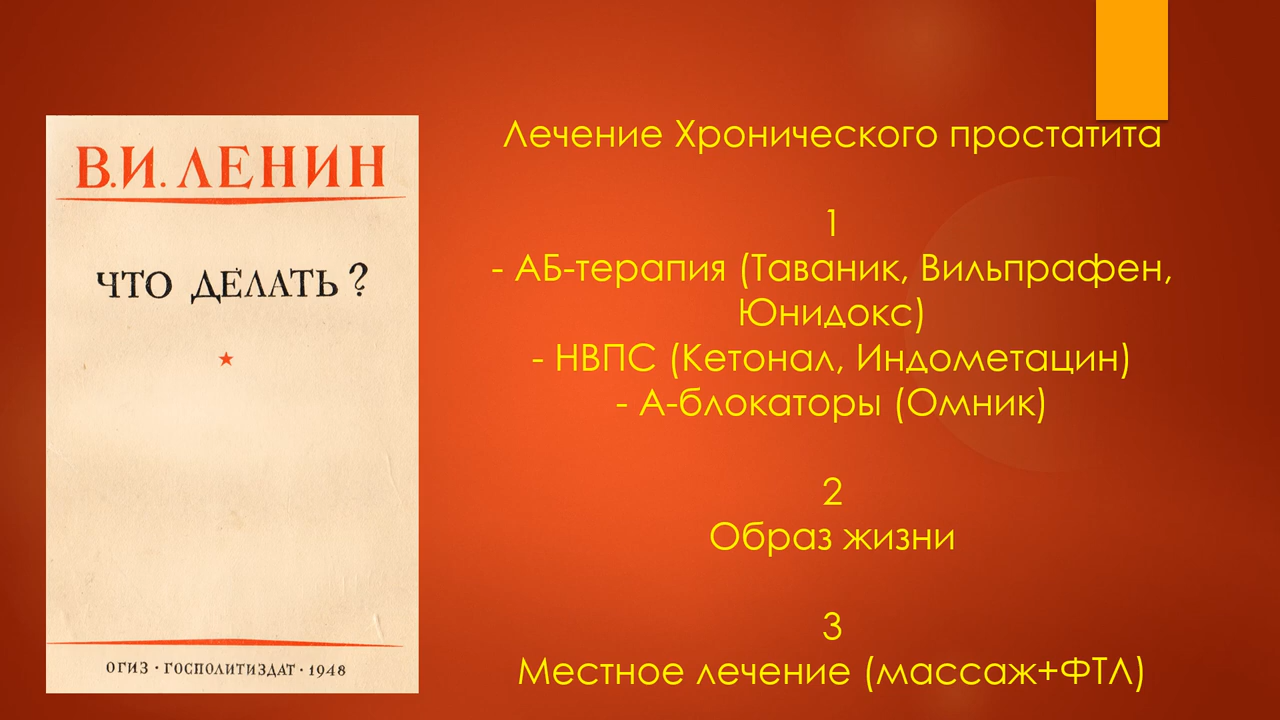 В.И. ЛЕНИН
ЧТО ДЕЛАТЬ?
ОГИЗ · ГОСПОЛИТИЗДАТ · 1948
Лечение Хронического простатита
1
- АБ-терапия (Таваник, Вильпрафен,
Юнидокс)
- НВПС (Кетонал, Индометацин)
- А-блокаторы (Омник)
2
Образ жизни
3
Местное лечение (массаж+ФТЛ)